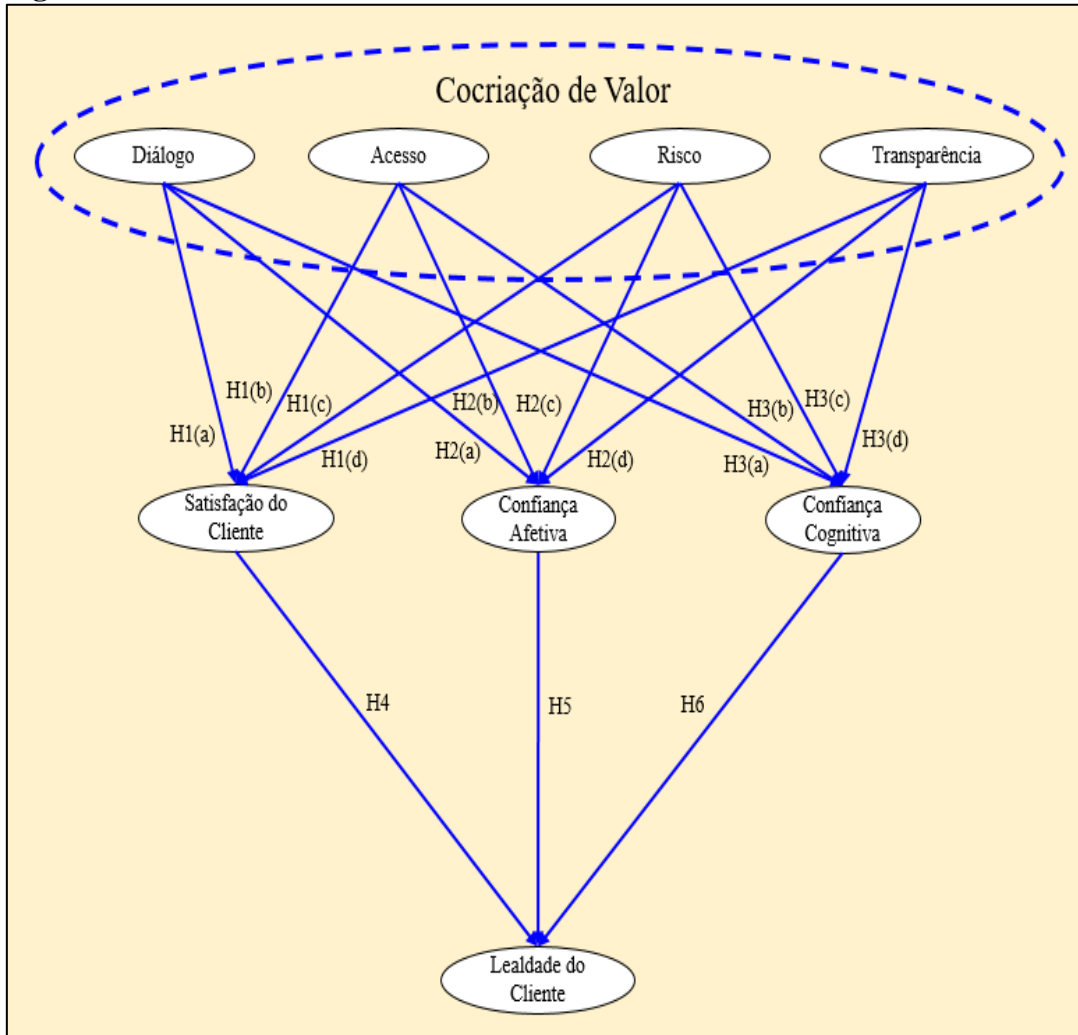 Cocriação de Valor
Diálogo
Acesso
Risco
Transparência
H1(b)
H1(c)
H2(b)
H2(c)
H3(b)
H3(c)
H1(a)
H1(d)
H2(a)
H2(d)
H3(a)
H3(d)
Satisfação do
Cliente
Confiança
Afetiva
Confiança
Cognitiva
H4
H5
H6
Lealdade do
Cliente